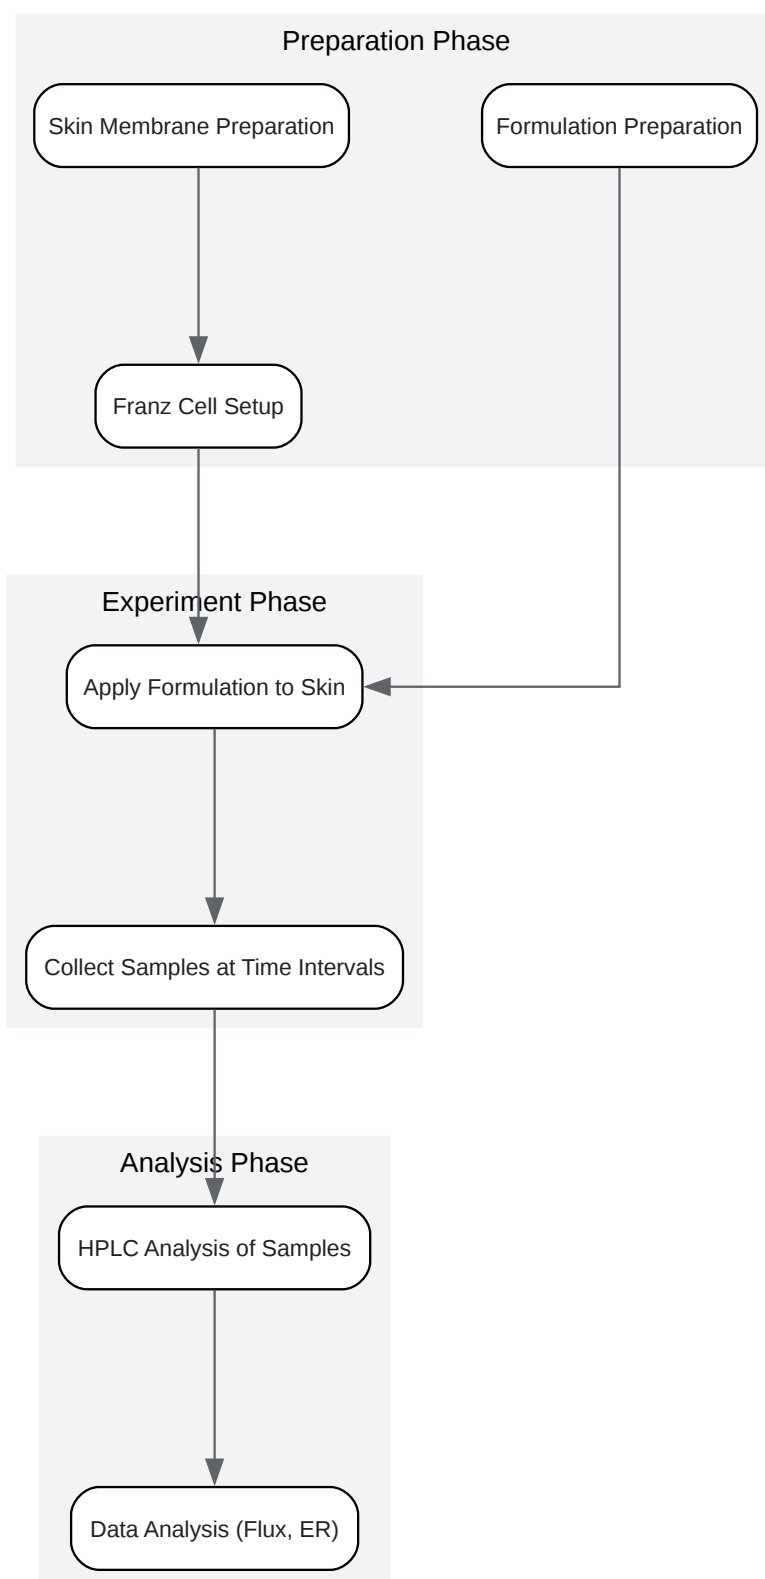 Preparation Phase
Skin Membrane Preparation
Formulation Preparation
Franz Cell Setup
Experiment Phase
Apply Formulation to Skin
Collect Samples at Time Intervals
Analysis Phase
HPLC Analysis of Samples
Data Analysis (Flux, ER)